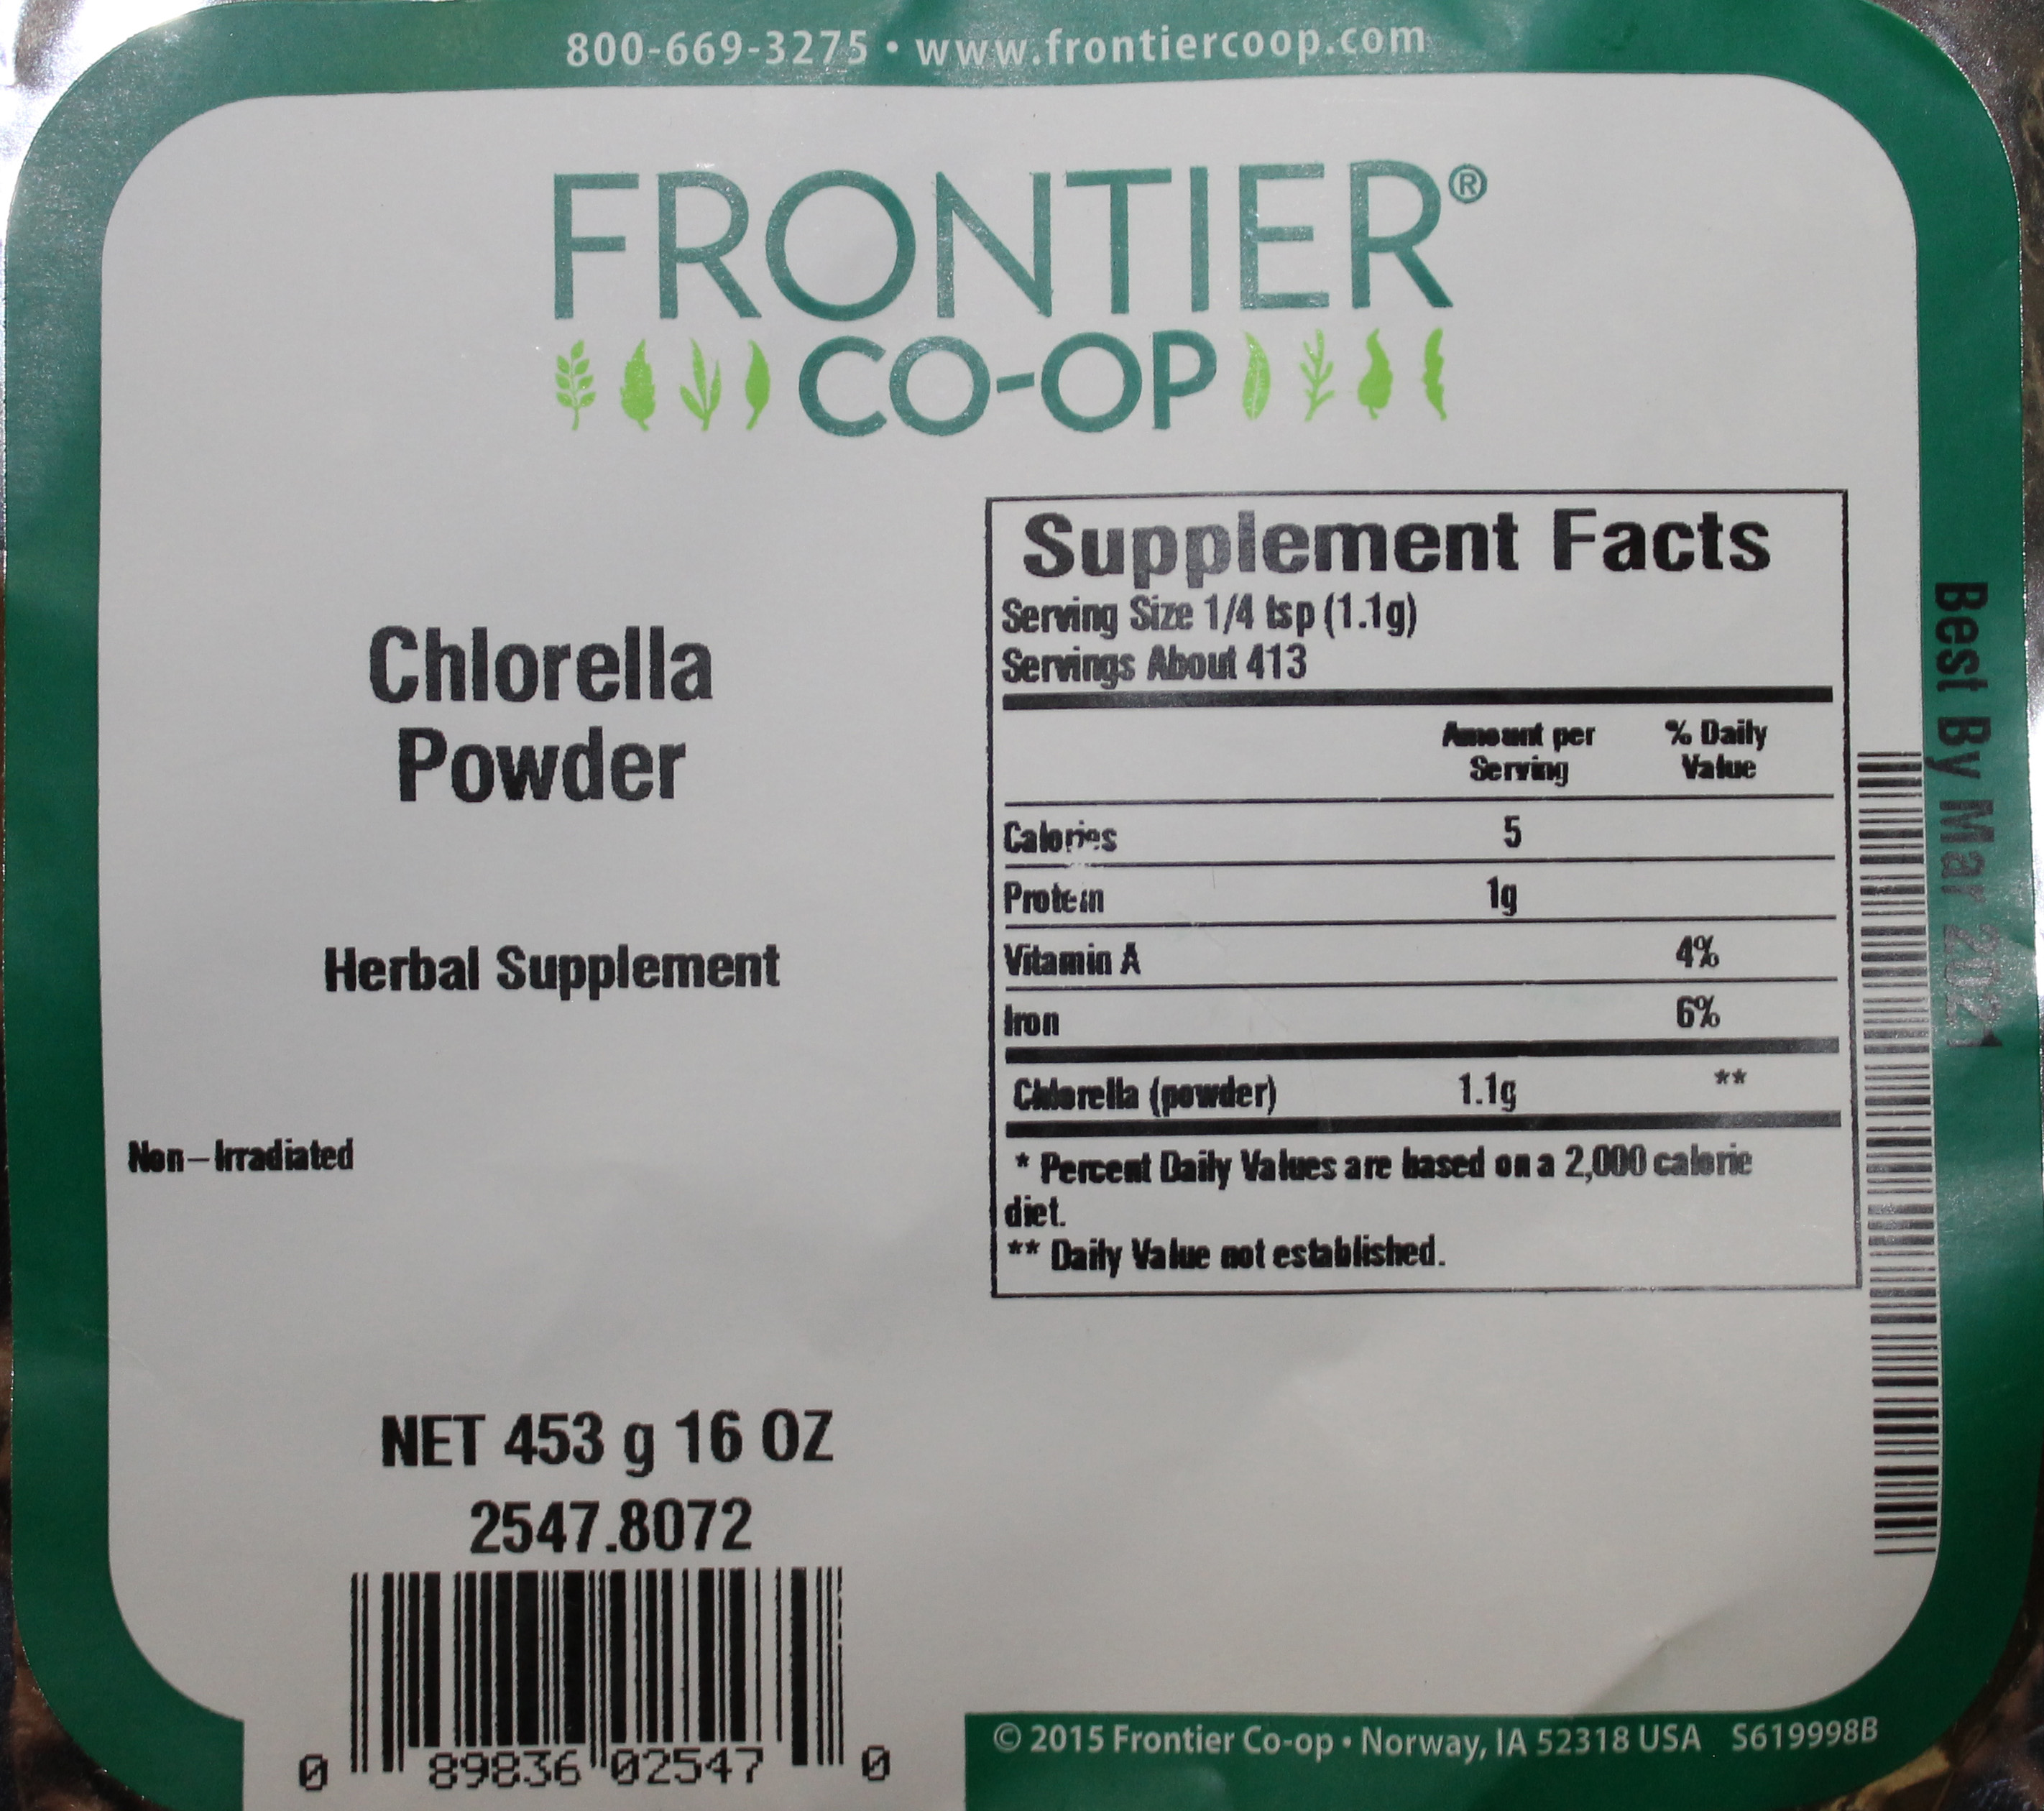 800-669-3275 • www.frontiercoop.com
FRONTIER®
CO-OP
Chlorella
Powder
Herbal Supplement
Non-Irradiated
NET 453 g 16 OZ
2547.8072
0 89836 02547 0
Supplement Facts
Serving Size 1/4 tsp (1.1g)
Servings About 413
Amount per Serving % Daily Value
Calories 5
Protein 1g
Vitamin A 4%
Iron 6%
Chlorella (powder) 1.1g **
* Percent Daily Values are based on a 2,000 calorie
diet.
** Daily Value not established.
Best By Mar 2021
© 2015 Frontier Co-op • Norway, IA 52318 USA S619998B